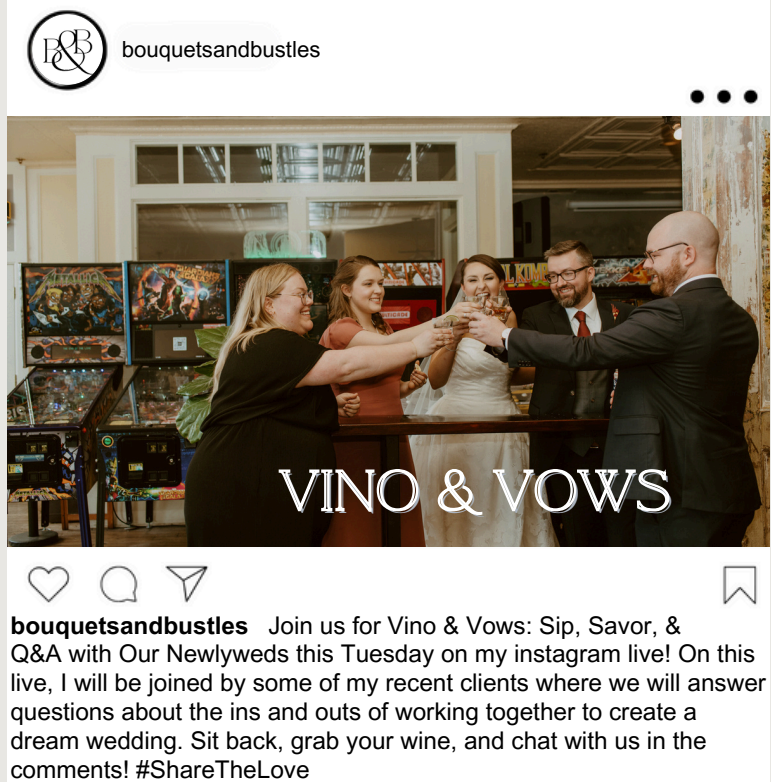 B&B
bouquetsandbustles
METALLICA
VINO & VOWS
bouquetsandbustles Join us for Vino & Vows: Sip, Savor, &
Q&A with Our Newlyweds this Tuesday on my instagram live! On this
live, I will be joined by some of my recent clients where we will answer
questions about the ins and outs of working together to create a
dream wedding. Sit back, grab your wine, and chat with us in the
comments! #ShareTheLove